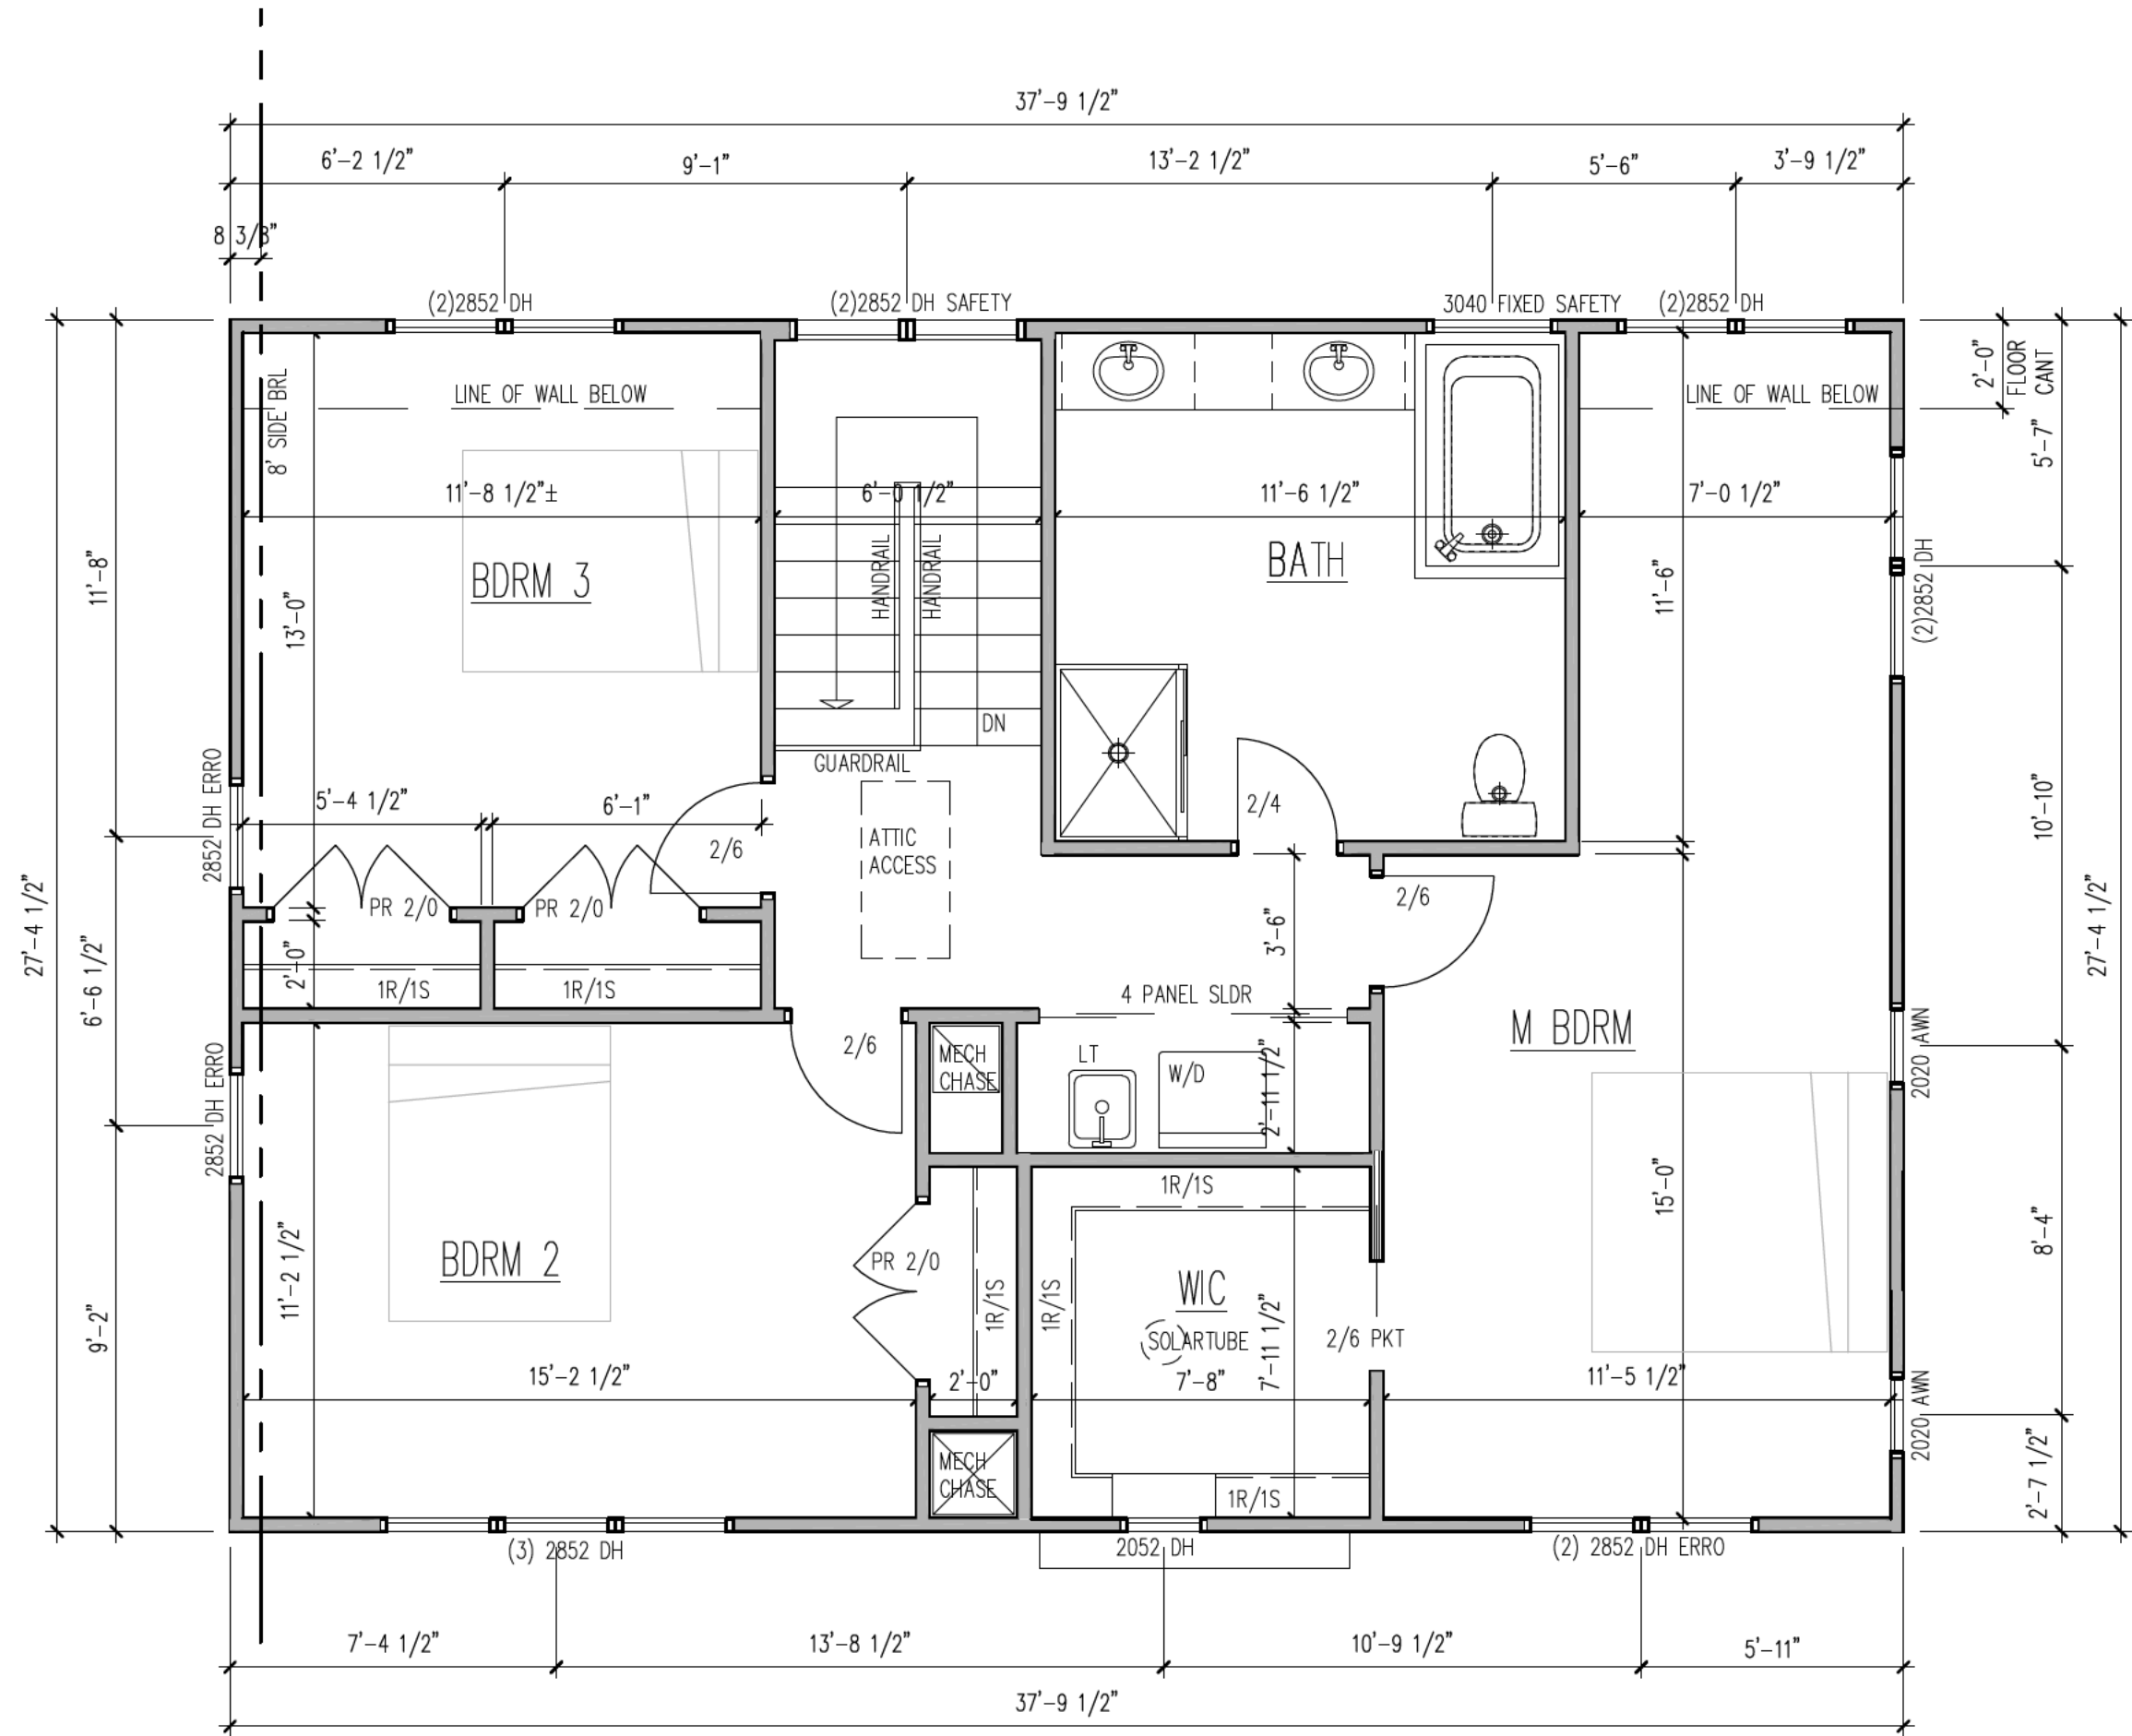 37'-9 1/2"
6'-2 1/2"
9'-1"
13'-2 1/2"
5'-6"
3'-9 1/2"
8 3/8"
(2)2852 DH
(2)2852 DH SAFETY
3040 FIXED SAFETY
(2)2852 DH
2'-0"
FLOOR
CANT
5'-7"
8' SIDE BRL
LINE OF WALL BELOW
LINE OF WALL BELOW
11'-8 1/2"±
6'-0 1/2"
11'-6 1/2"
7'-0 1/2"
BDRM 3
HANDRAIL
HANDRAIL
BATH
11'-6"
(2)2852 DH
11'-8"
13'-0"
DN
GUARDRAIL
2852 DH ERRO
5'-4 1/2"
6'-1"
2/6
ATTIC
ACCESS
2/4
10'-10"
27'-4 1/2"
PR 2/0
PR 2/0
2/6
27'-4 1/2"
6'-6 1/2"
2'-0"
1R/1S
1R/1S
3'-6"
4 PANEL SLDR
M BDRM
2852 DH ERRO
2/6
MECH
CHASE
LT
W/D
2'-11 1/2"
2020 AWN
15'-0"
8'-4"
1R/1S
BDRM 2
11'-2 1/2"
PR 2/0
1R/1S
1R/1S
WIC
SOLARTUBE
7'-11 1/2"
2/6 PKT
9'-2"
15'-2 1/2"
2'-0"
7'-8"
11'-5 1/2"
2020 AWN
2'-7 1/2"
MECH
CHASE
1R/1S
(3) 2852 DH
2052 DH
(2) 2852 DH ERRO
7'-4 1/2"
13'-8 1/2"
10'-9 1/2"
5'-11"
37'-9 1/2"